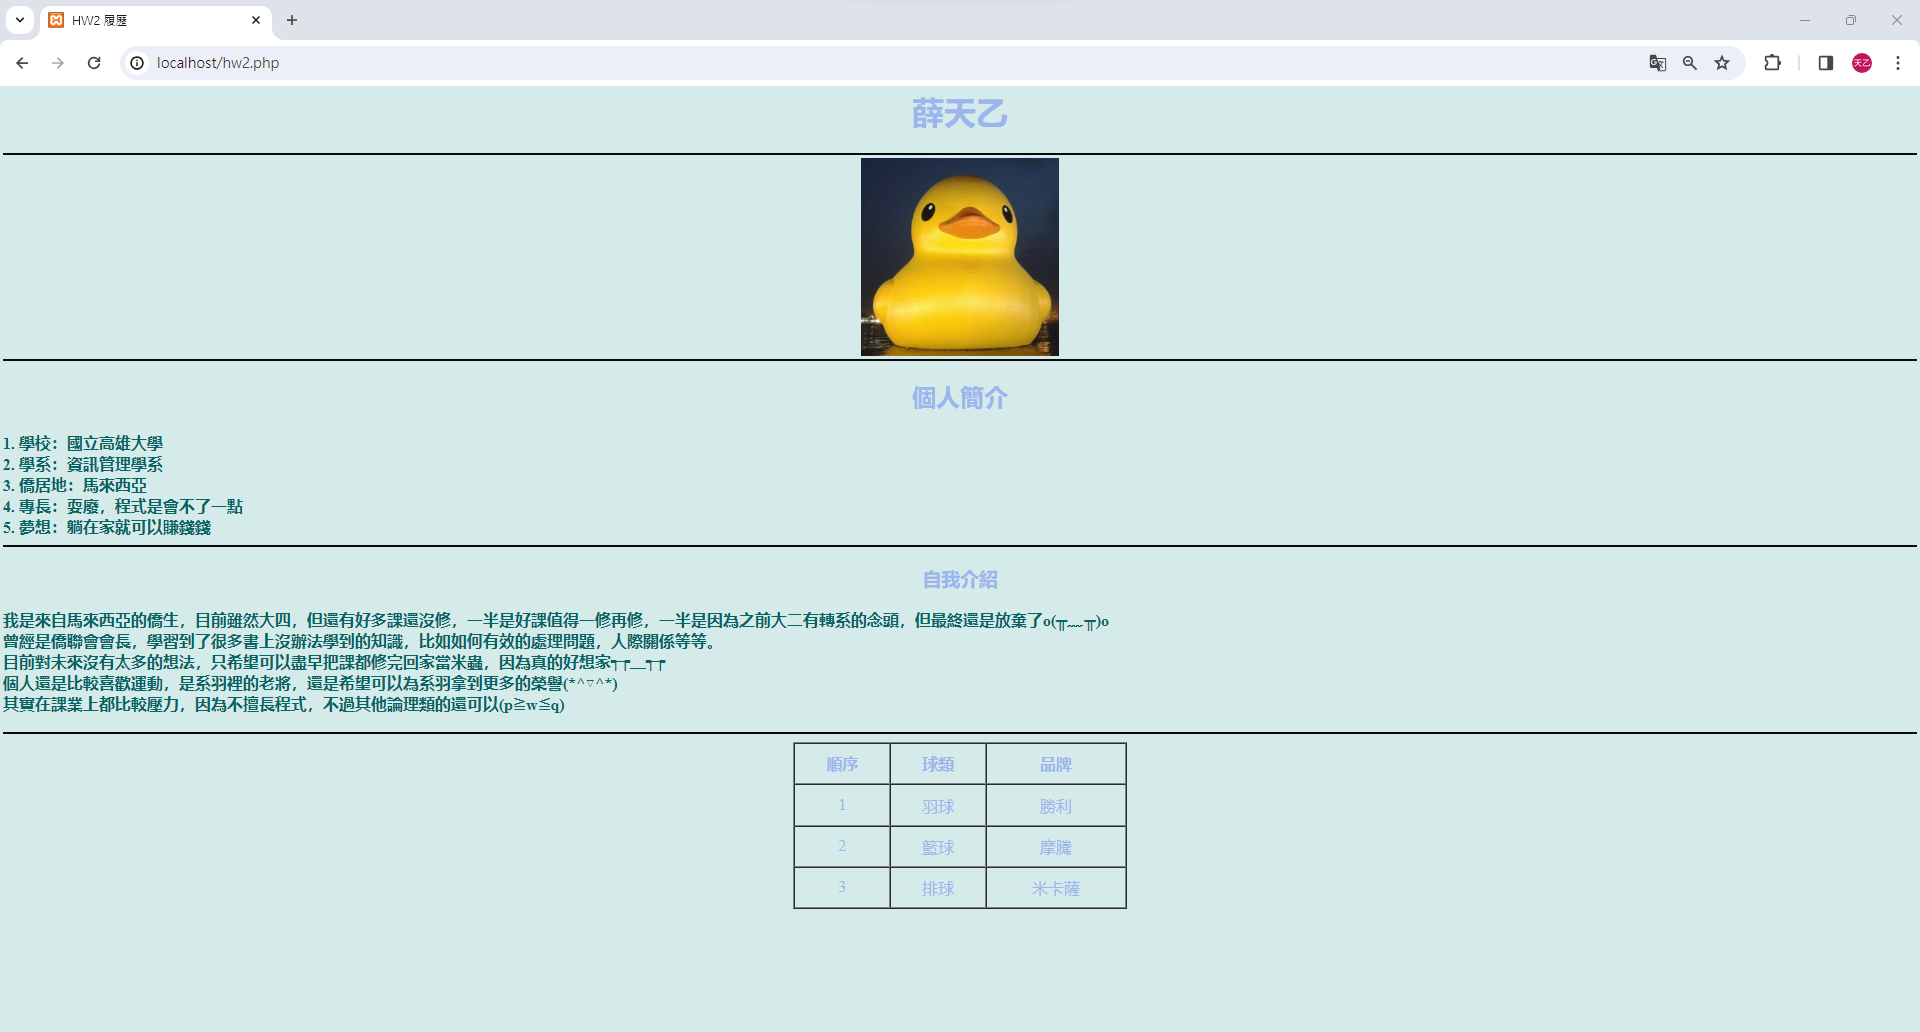 HW2 履歷
localhost/hw2.php
天乙
薛天乙
個人簡介
1. 學校：國立高雄大學
2. 學系：資訊管理學系
3. 僑居地：馬來西亞
4. 專長：耍廢，程式是會不了一點
5. 夢想：躺在家就可以賺錢錢
自我介紹
我是來自馬來西亞的僑生，目前雖然大四，但還有好多課還沒修，一半是好課值得一修再修，一半是因為之前大二有轉系的念頭，但最終還是放棄了o(╥﹏╥)o
曾經是僑聯會會長，學習到了很多書上沒辦法學到的知識，比如如何有效的處理問題，人際關係等等。
目前對未來沒有太多的想法，只希望可以盡早把課都修完回家當米蟲，因為真的好想家┭┮﹏┭┮
個人還是比較喜歡運動，是系羽裡的老將，還是希望可以為系羽拿到更多的榮譽(*^▽^*)
其實在課業上都比較壓力，因為不擅長程式，不過其他論理類的還可以(p≧w≦q)
順序 球類 品牌
1 羽球 勝利
2 籃球 摩騰
3 排球 米卡薩